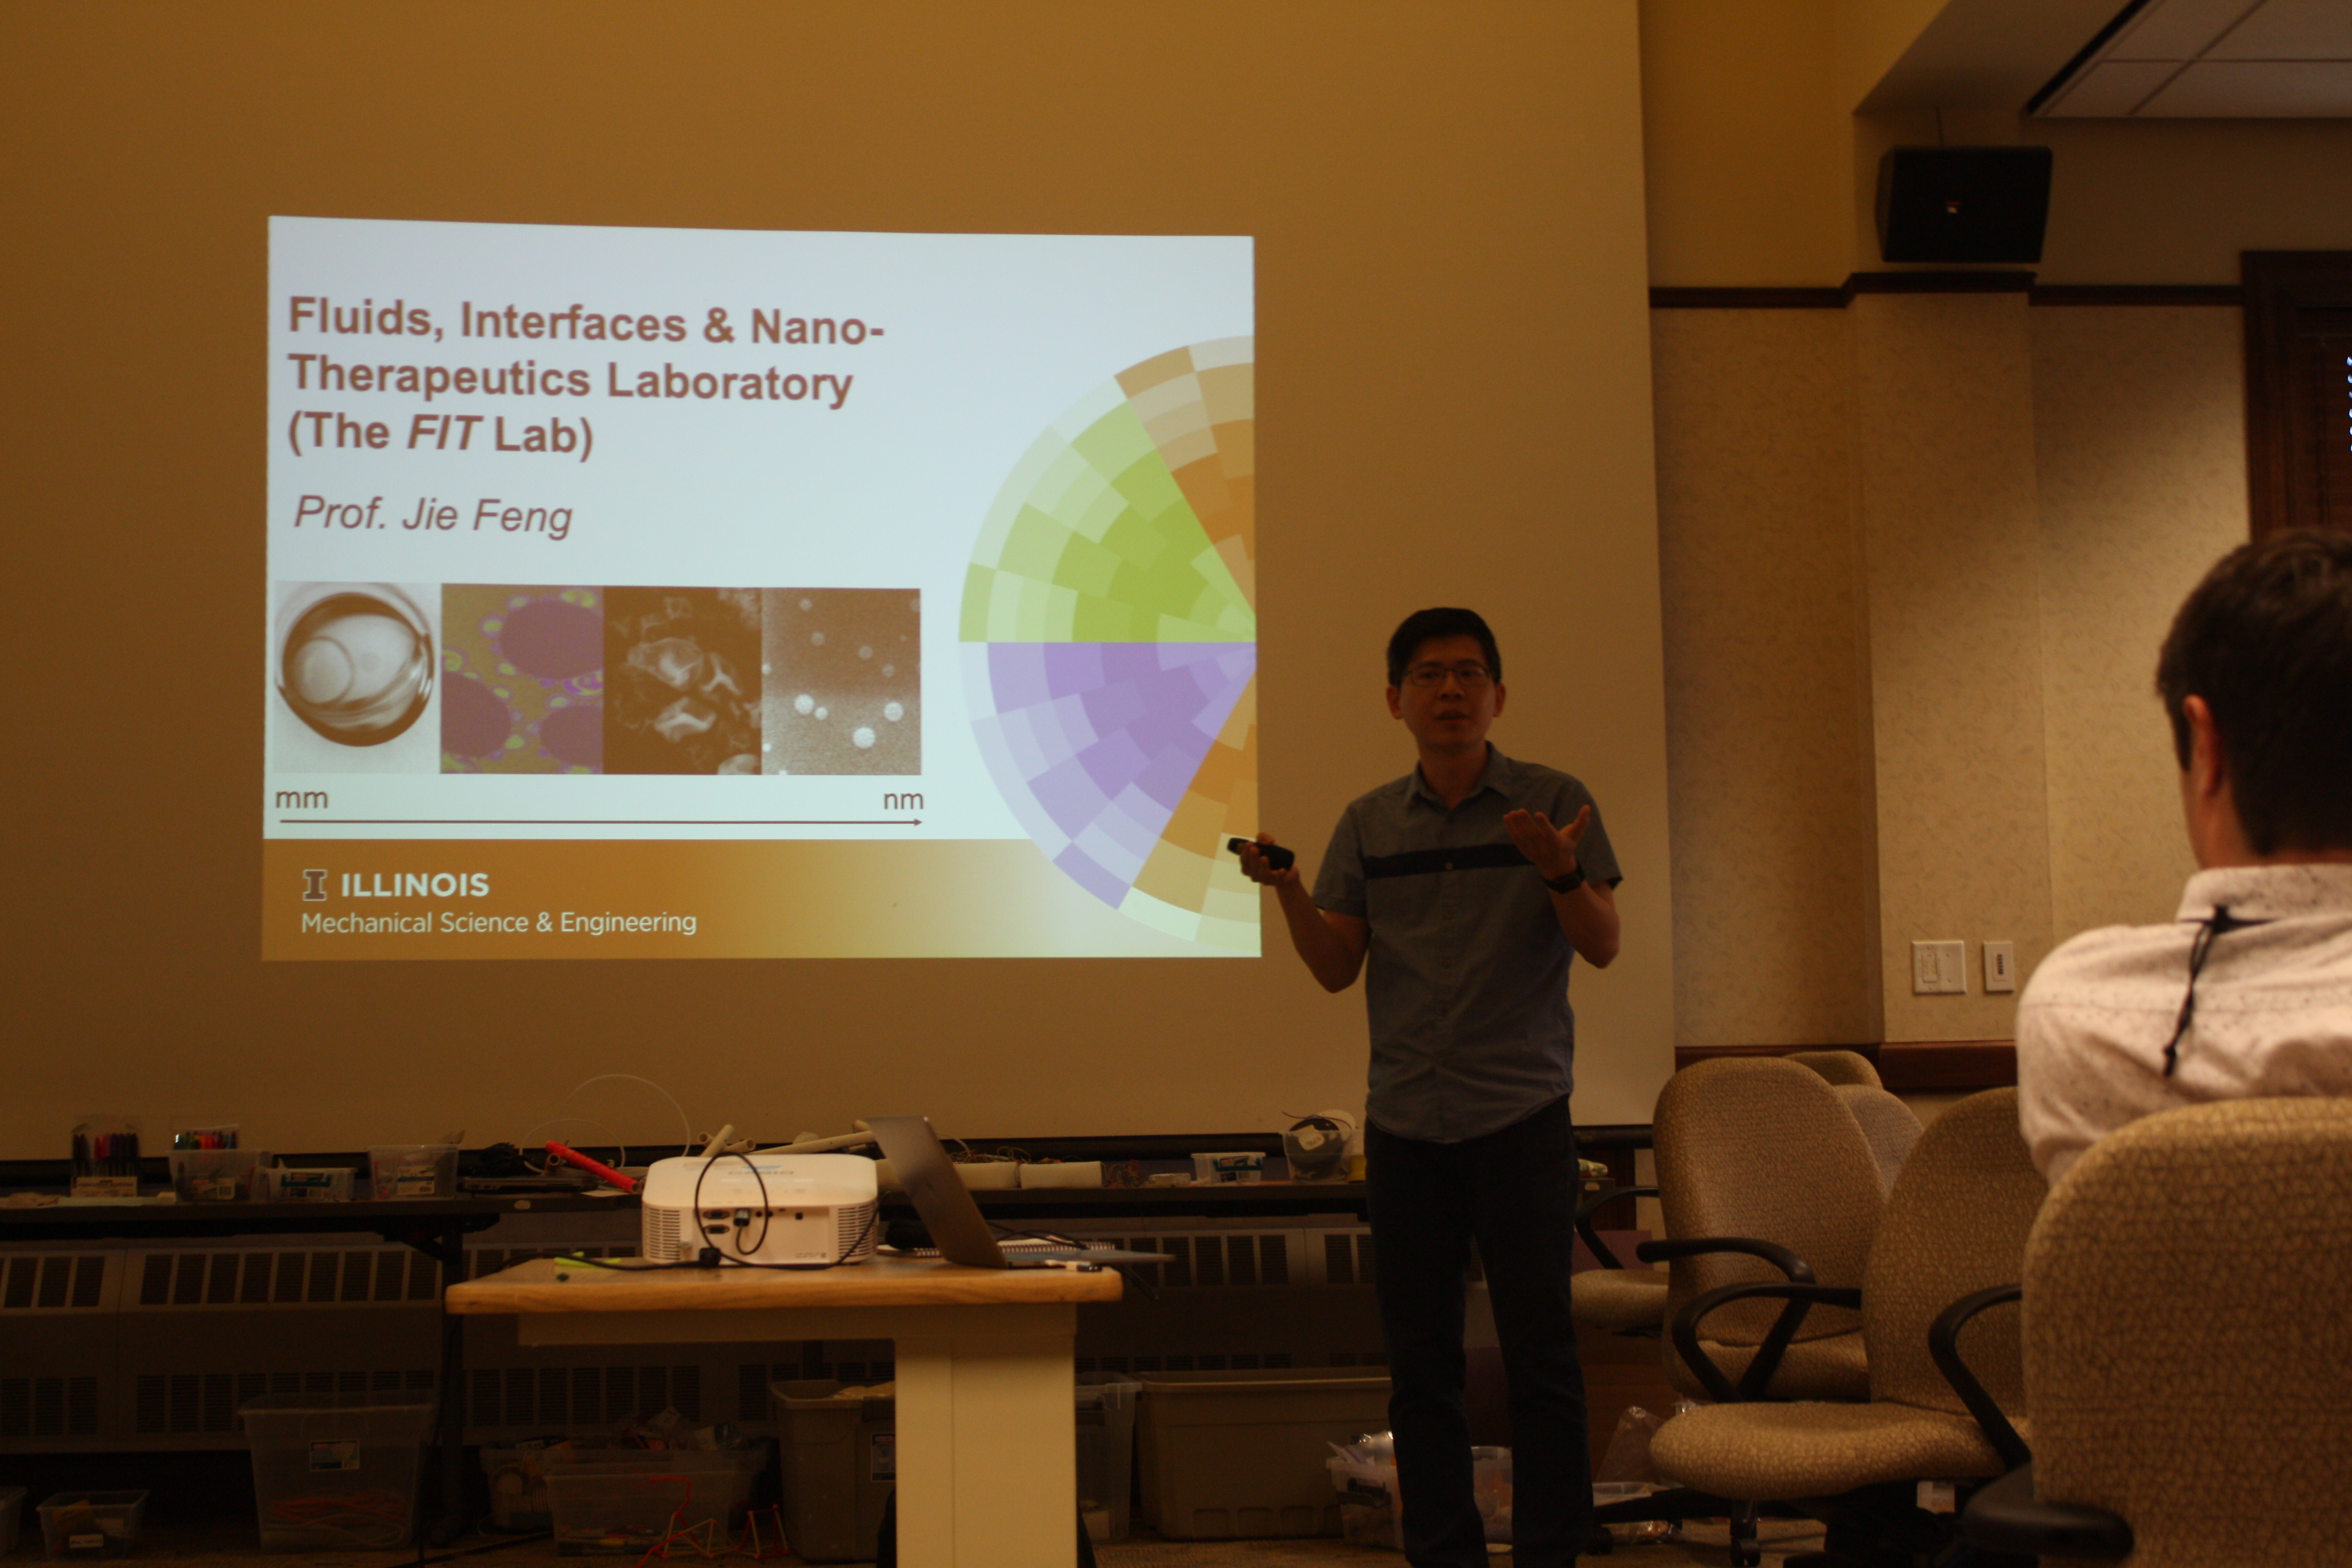 Fluids, Interfaces & Nano-
Therapeutics Laboratory
(The FIT Lab)
Prof. Jie Feng
mm
nm
I ILLINOIS
Mechanical Science & Engineering